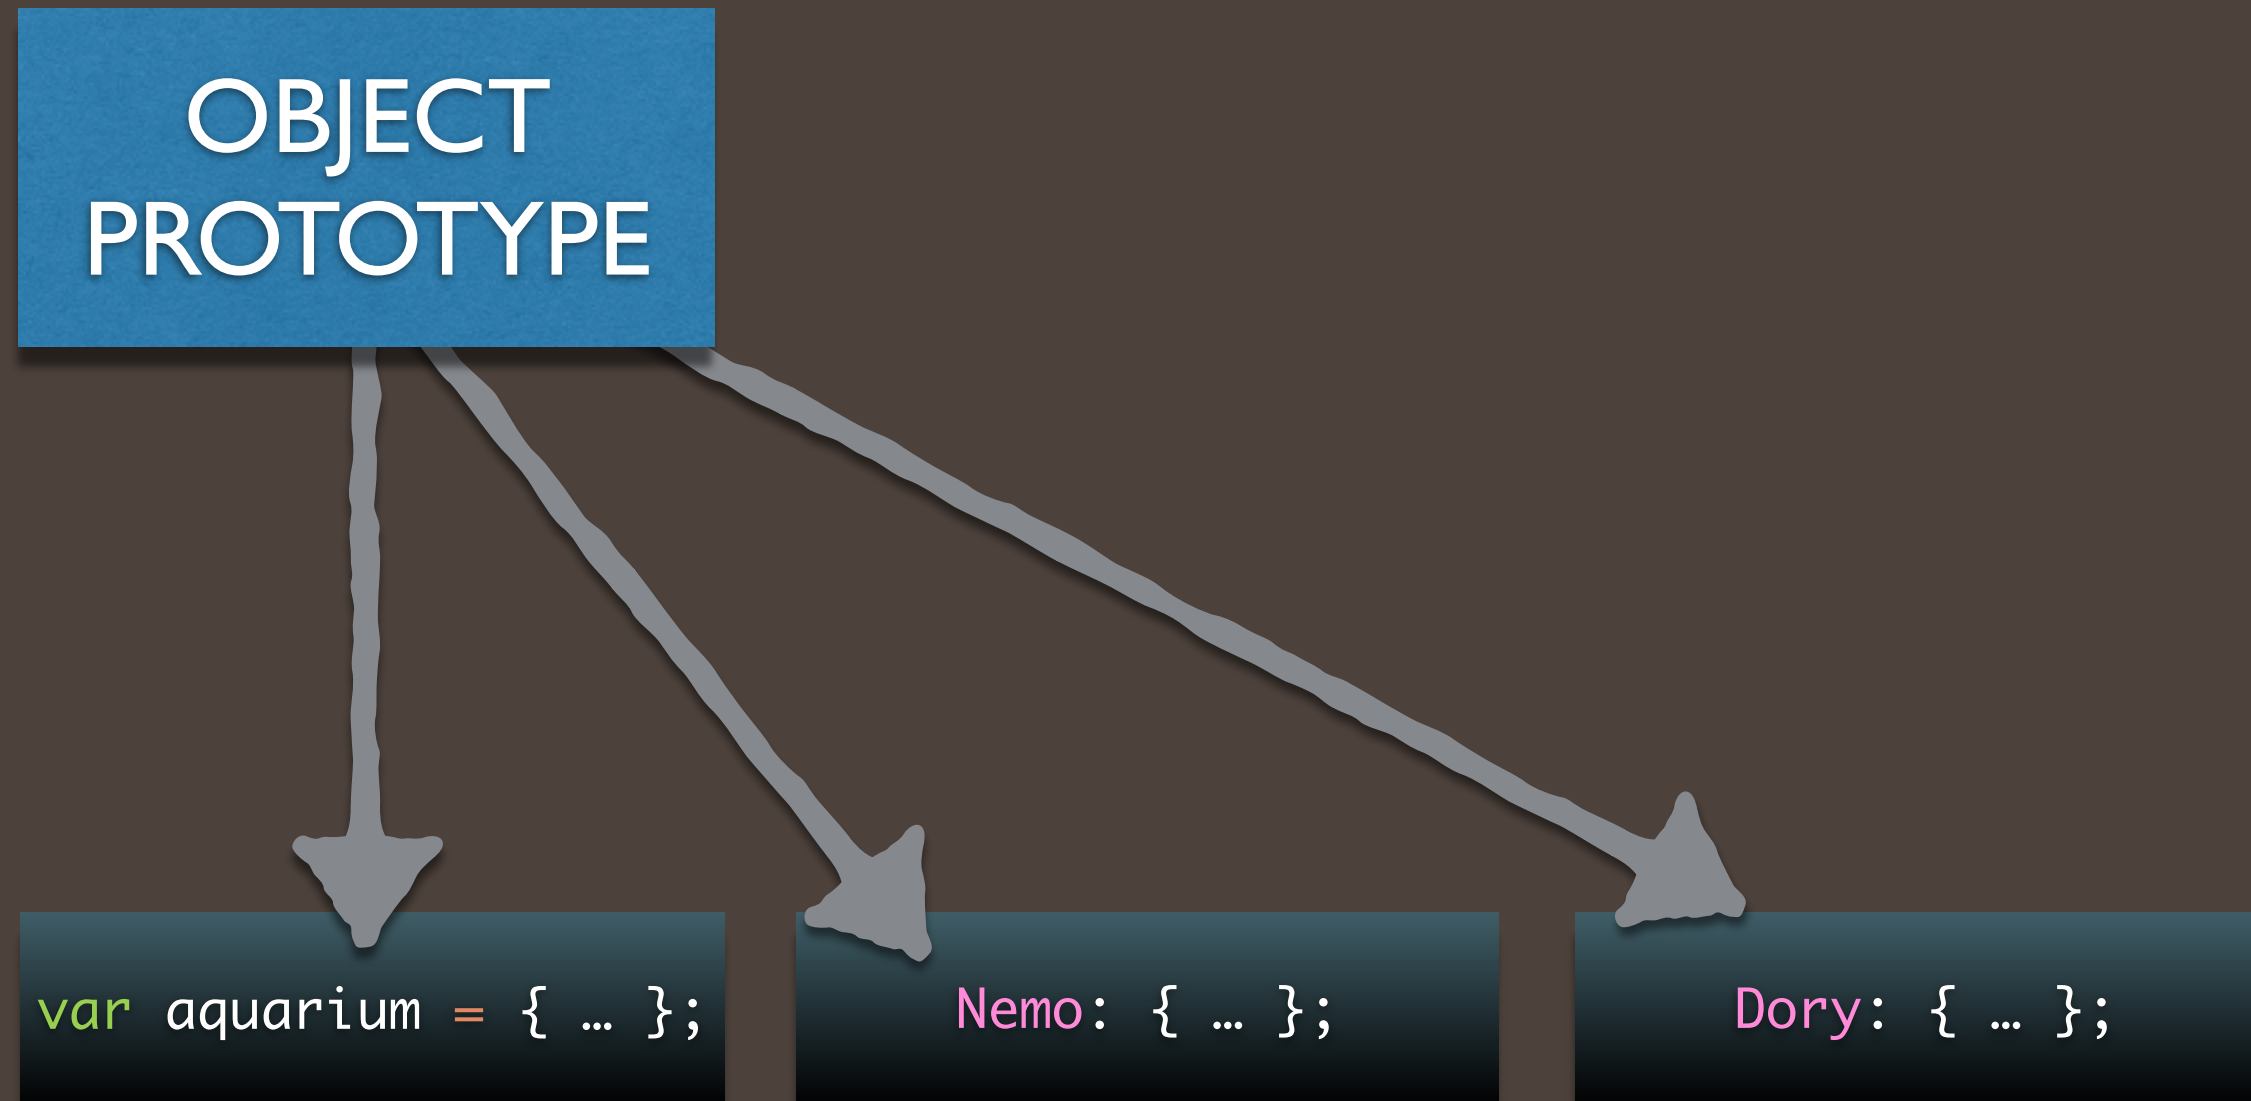 OBJECT
PROTOTYPE
var aquarium = { … };
Nemo: { … };
Dory: { … };